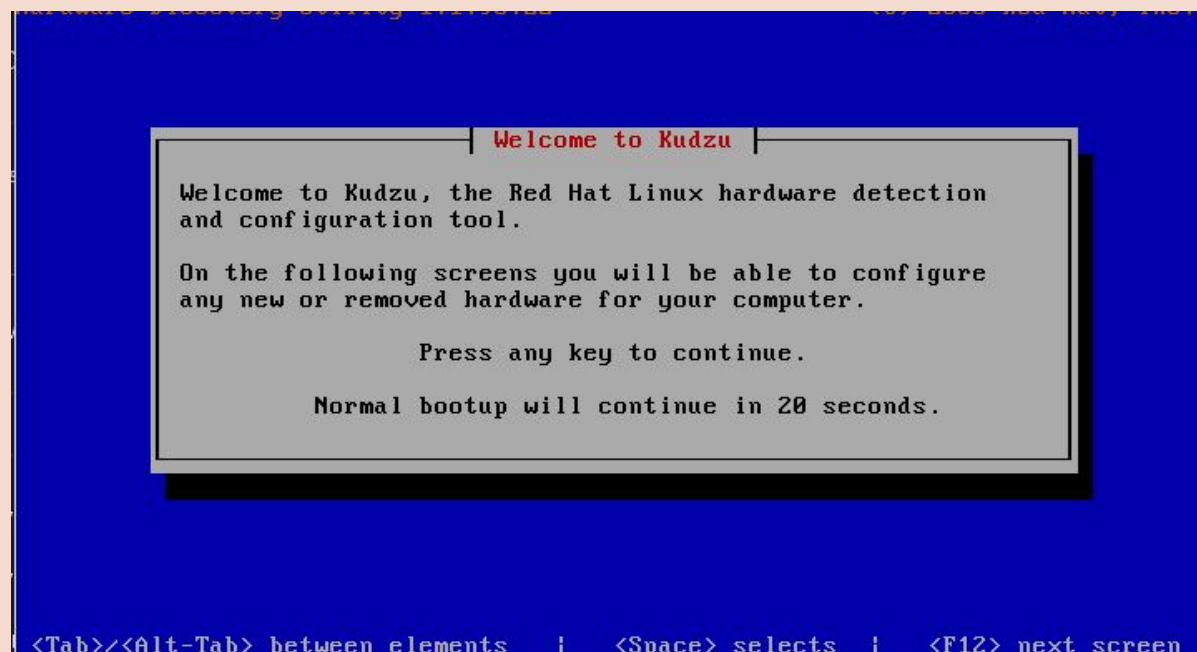 Welcome to Kudzu
Welcome to Kudzu, the Red Hat Linux hardware detection
and configuration tool.
On the following screens you will be able to configure
any new or removed hardware for your computer.
Press any key to continue.
Normal bootup will continue in 20 seconds.
<Tab>/<Alt-Tab> between elements | <Space> selects | <F12> next screen